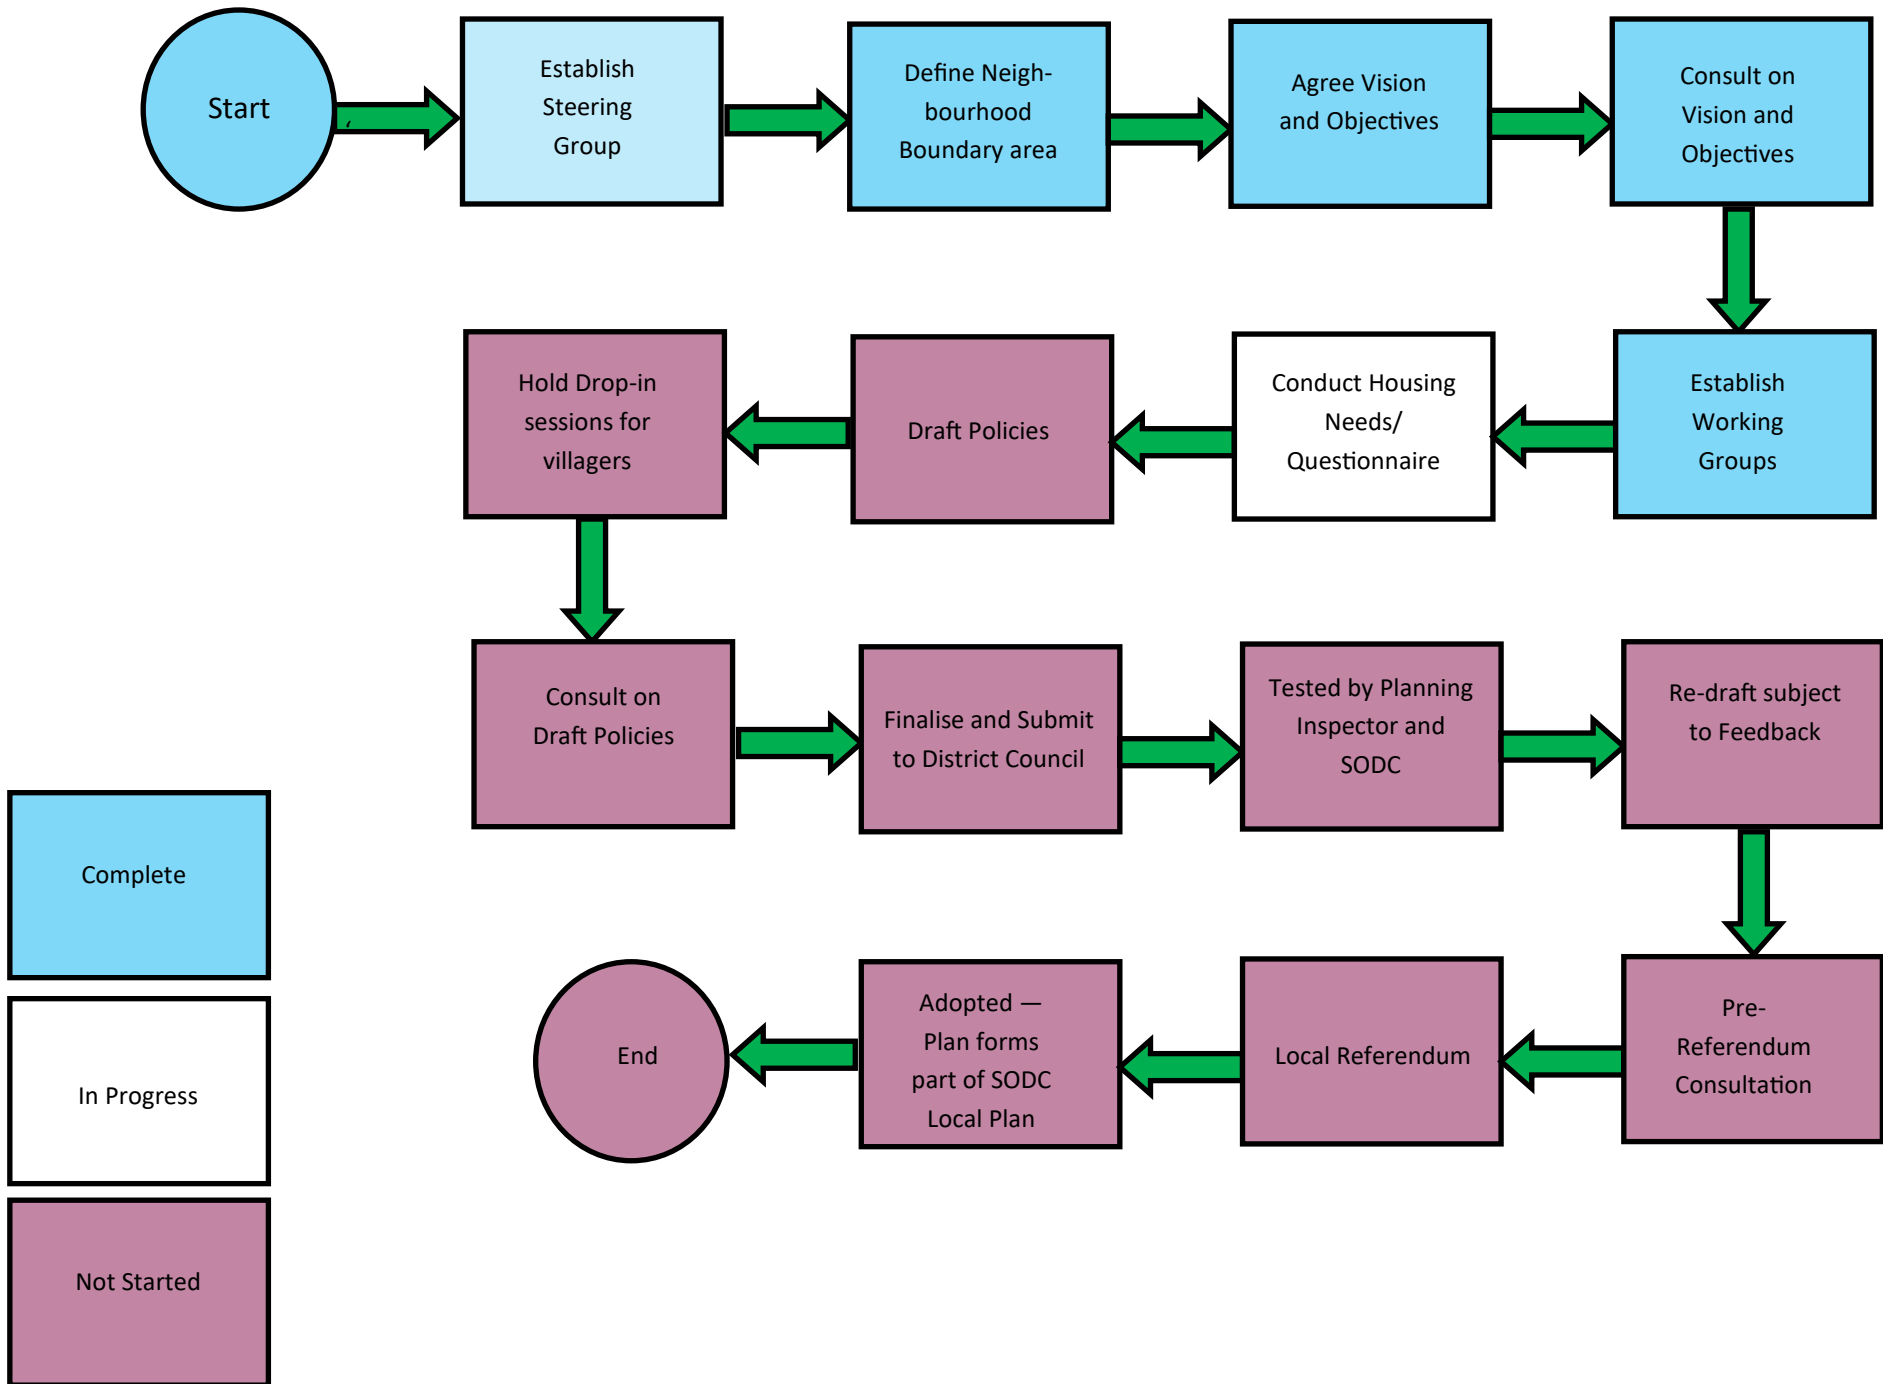 Start
Establish
Steering
Group
Define Neigh-
bourhood
Boundary area
Agree Vision
and Objectives
Consult on
Vision and
Objectives
Hold Drop-in
sessions for
villagers
Draft Policies
Conduct Housing
Needs/
Questionnaire
Establish
Working
Groups
Consult on
Draft Policies
Finalise and Submit
to District Council
Tested by Planning
Inspector and
SODC
Re-draft subject
to Feedback
Complete
In Progress
Not Started
End
Adopted —
Plan forms
part of SODC
Local Plan
Local Referendum
Pre-
Referendum
Consultation